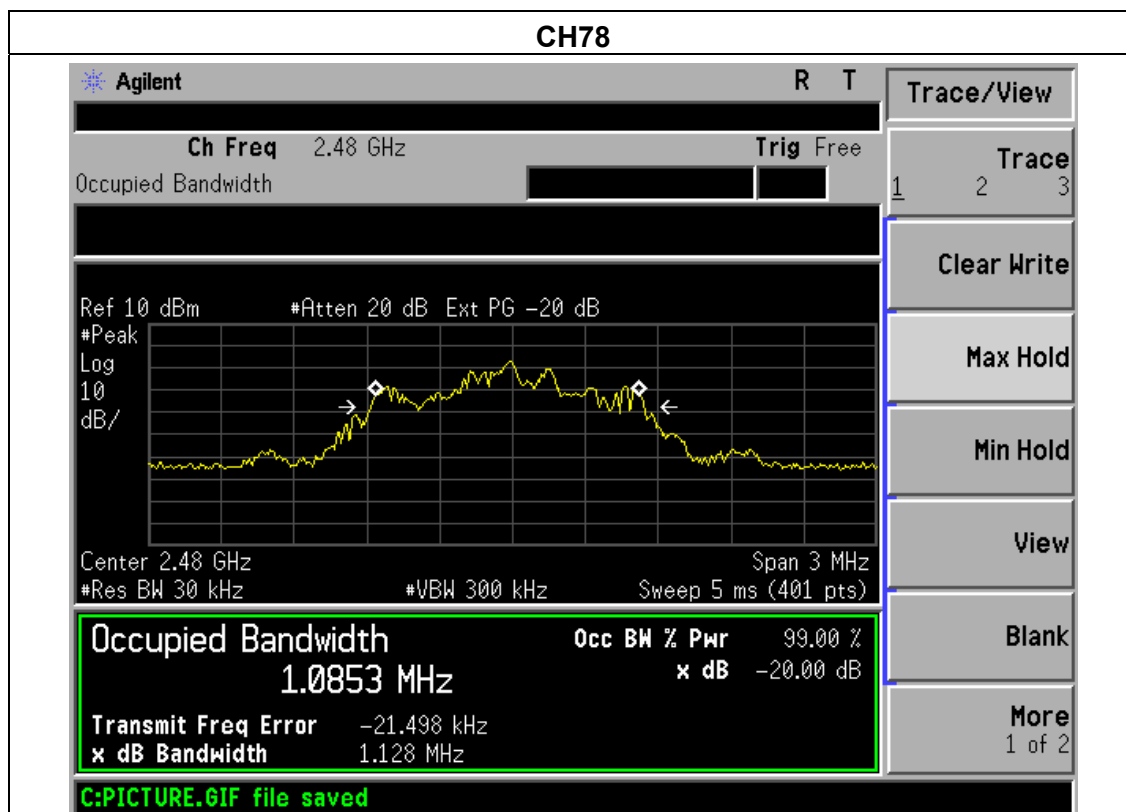 CH78
Agilent R T
Trace/View
Ch Freq 2.48 GHz Trig Free
Occupied Bandwidth
Trace
1 2 3
Clear Write
Ref 10 dBm #Atten 20 dB Ext PG -20 dB
#Peak
Log
10
dB/
Max Hold
Min Hold
View
Center 2.48 GHz Span 3 MHz
#Res BW 30 kHz #VBW 300 kHz Sweep 5 ms (401 pts)
Occupied Bandwidth Occ BW % Pwr 99.00 %
1.0853 MHz x dB -20.00 dB
Blank
Transmit Freq Error -21.498 kHz
x dB Bandwidth 1.128 MHz
More
1 of 2
C:PICTURE.GIF file saved